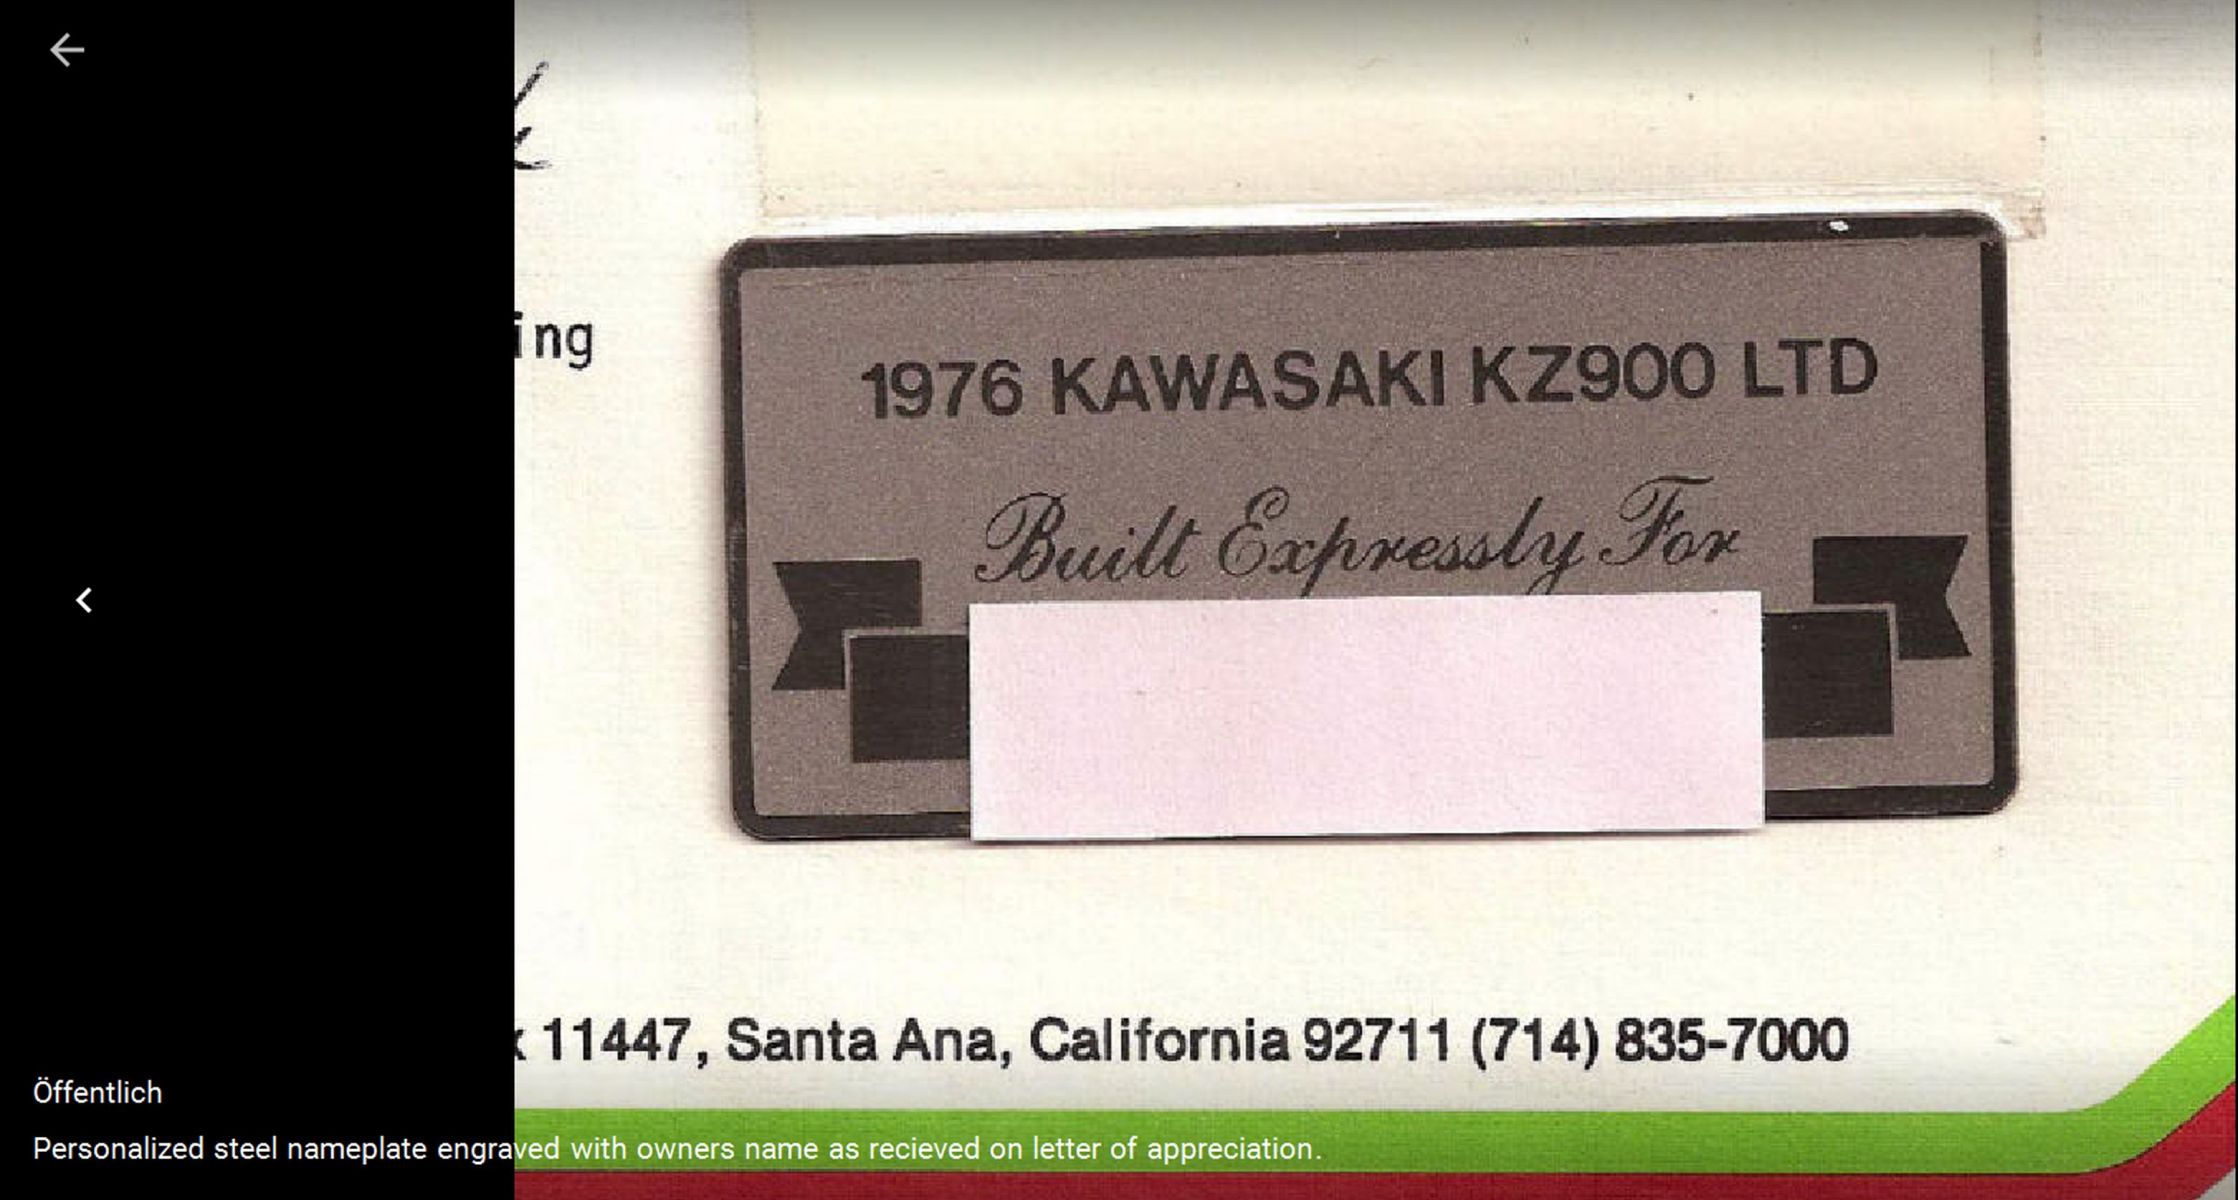 ing
1976 KAWASAKI KZ900 LTD
Built Expressly For
11447, Santa Ana, California 92711 (714) 835-7000
Öffentlich
Personalized steel nameplate engraved with owners name as recieved on letter of appreciation.